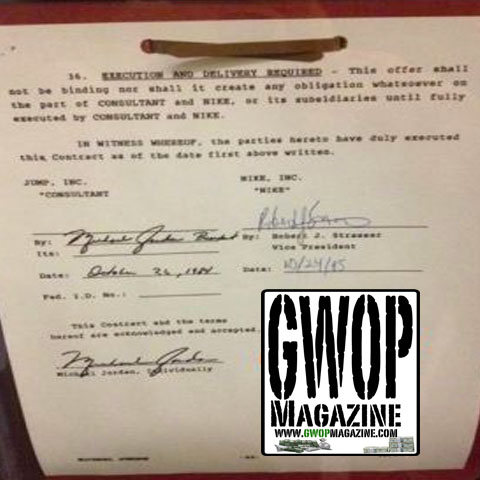 16. EXECUTION AND DELIVERY REQUIRED - This offer shall
not be binding nor shall it create any obligation whatsoever on
the part of CONSULTANT and NIKE, or its subsidiaries until fully
executed by CONSULTANT and NIKE.
IN WITNESS WHEREOF, the parties hereto have duly executed
this Contract as of the date first above written.
JUMP, INC.
"CONSULTANT
NIKE, INC.
"NIKE"
By: Michael Jordan
Its:
Date: October 26, 1984
By: Robert J. Strasser
Vice President
Date:
Fed. I.D. No.:
This Contract and the terms
hereof are acknowledged and accepted.
Michael Jordan
Michael Jordan, Individually
GWOP
MAGAZINE
WWW.GWOPMAGAZINE.COM